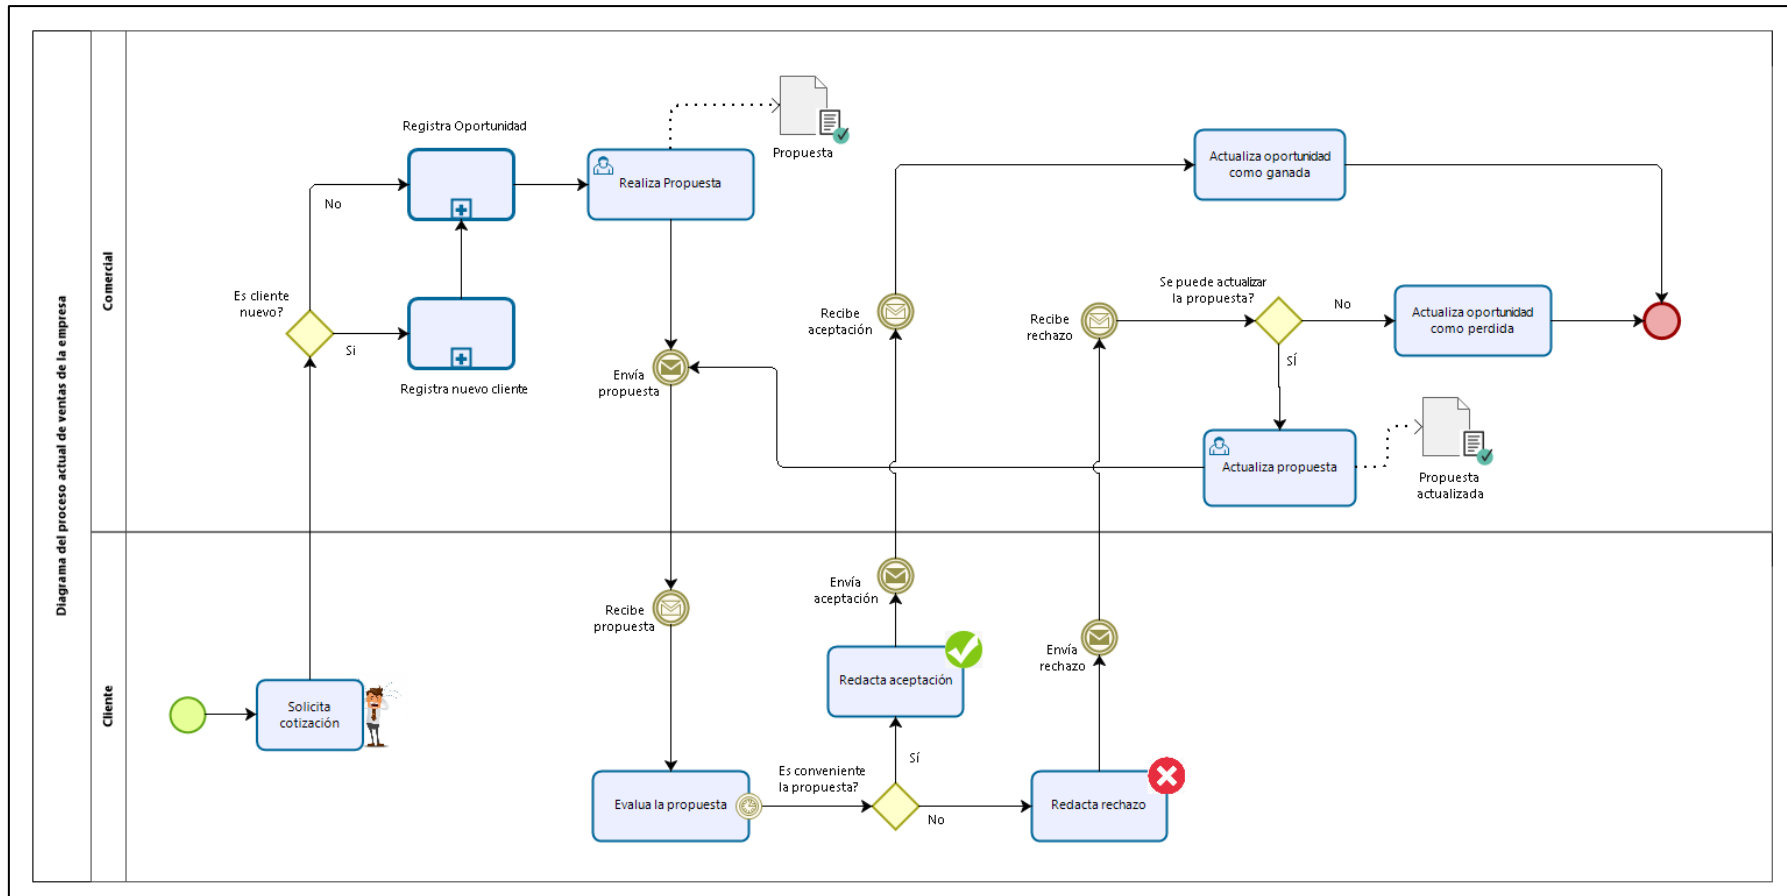 Diagrama del proceso actual de ventas de la empresa
Comercial
Registra Oportunidad
Realiza Propuesta
Propuesta
No
Es cliente
nuevo?
Si
Registra nuevo cliente
Envía
propuesta
Recibe
aceptación
Actualiza oportunidad
como ganada
Recibe
rechazo
Se puede actualizar
la propuesta?
No
Actualiza oportunidad
como perdida
SÍ
Actualiza propuesta
Propuesta
actualizada
Cliente
Solicita
cotización
Recibe
propuesta
Evalua la propuesta
Es conveniente
la propuesta?
Sí
Redacta aceptación
Envía
aceptación
No
Redacta rechazo
Envía
rechazo